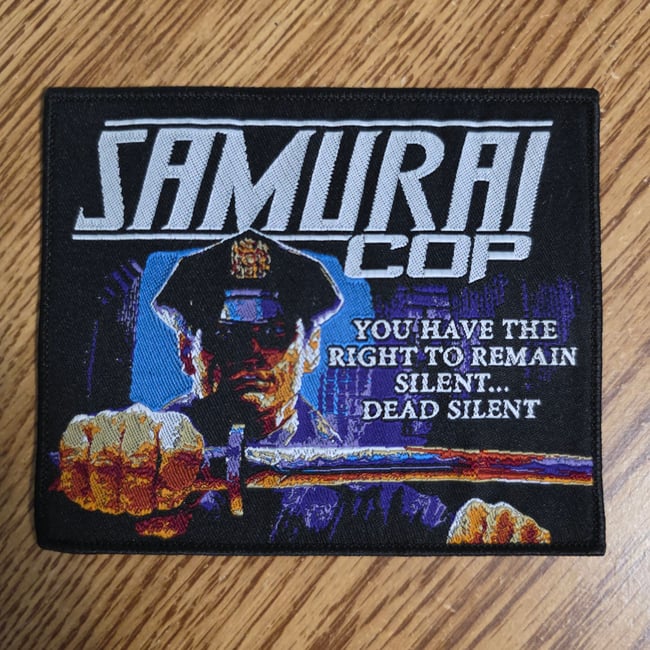 SAMURAI
COP
YOU HAVE THE
RIGHT TO REMAIN
SILENT...
DEAD SILENT